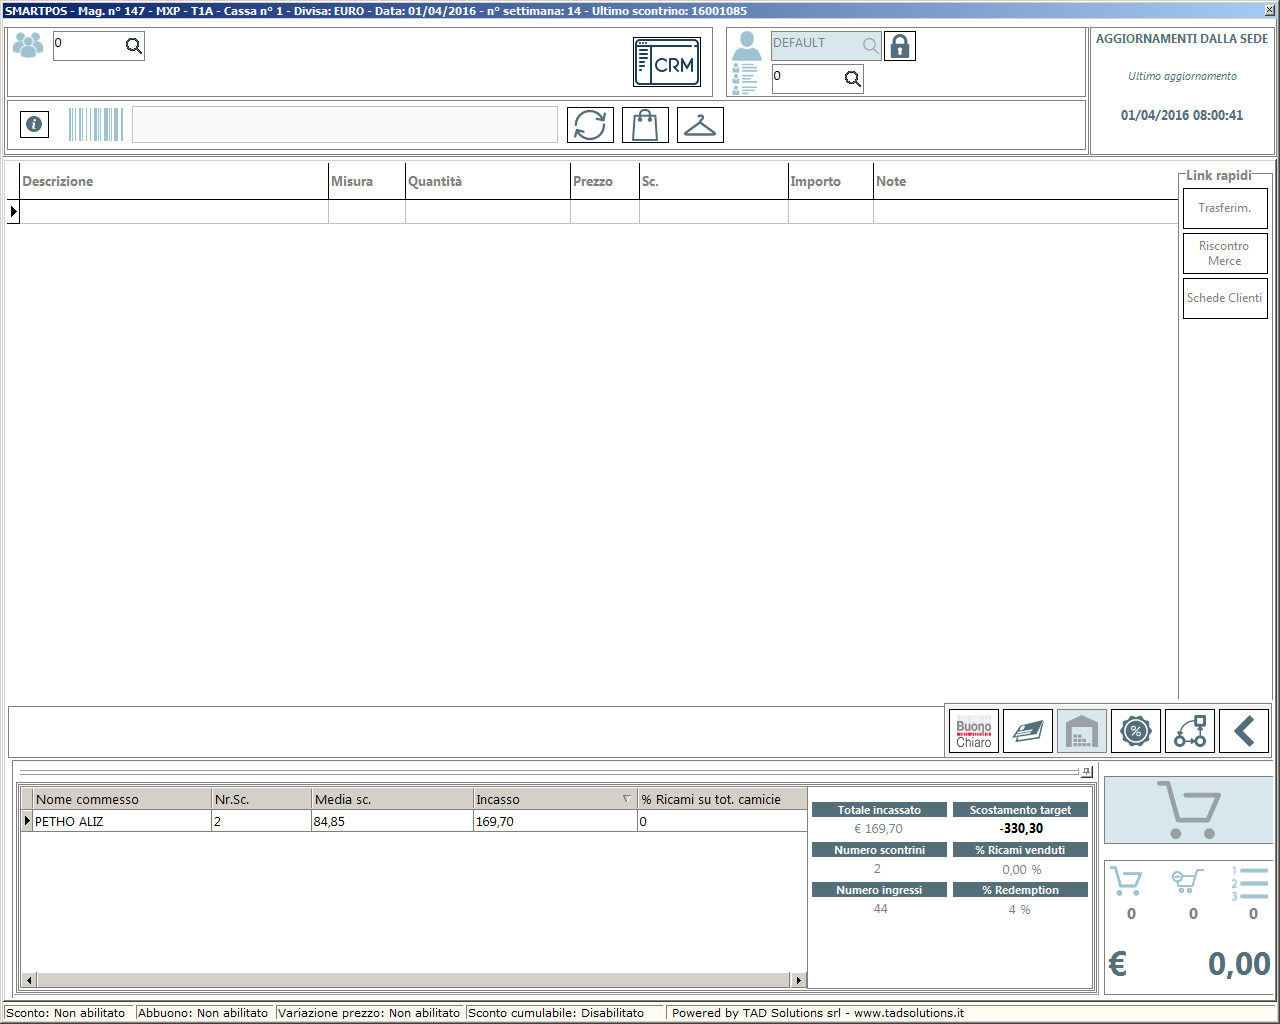 SMARTPOS - Mag. n° 147 - MXP - T1A - Cassa n° 1 - Divisa: EURO - Data: 01/04/2016 - n° settimana: 14 - Ultimo scontrino: 16001085
0
CRM
DEFAULT
0
AGGIORNAMENTI DALLA SEDE
Ultimo aggiornamento
01/04/2016 08:00:41
Descrizione Misura Quantità Prezzo Sc. Importo Note
Link rapidi
Trasferim.
Riscontro
Merce
Schede Clienti
Buono
Chiaro
%
Nome commesso Nr.Sc. Media sc. Incasso % Ricami su tot. camicie
PETHO ALIZ 2 84,85 169,70 0
Totale incassato Scostamento target
€ 169,70 -330,30
Numero scontrini % Ricami venduti
2 0,00 %
Numero ingressi % Redemption
44 4 %
1
2
3
0 0 0
€ 0,00
Sconto: Non abilitato Abbuono: Non abilitato Variazione prezzo: Non abilitato Sconto cumulabile: Disabilitato Powered by TAD Solutions srl - www.tadsolutions.it